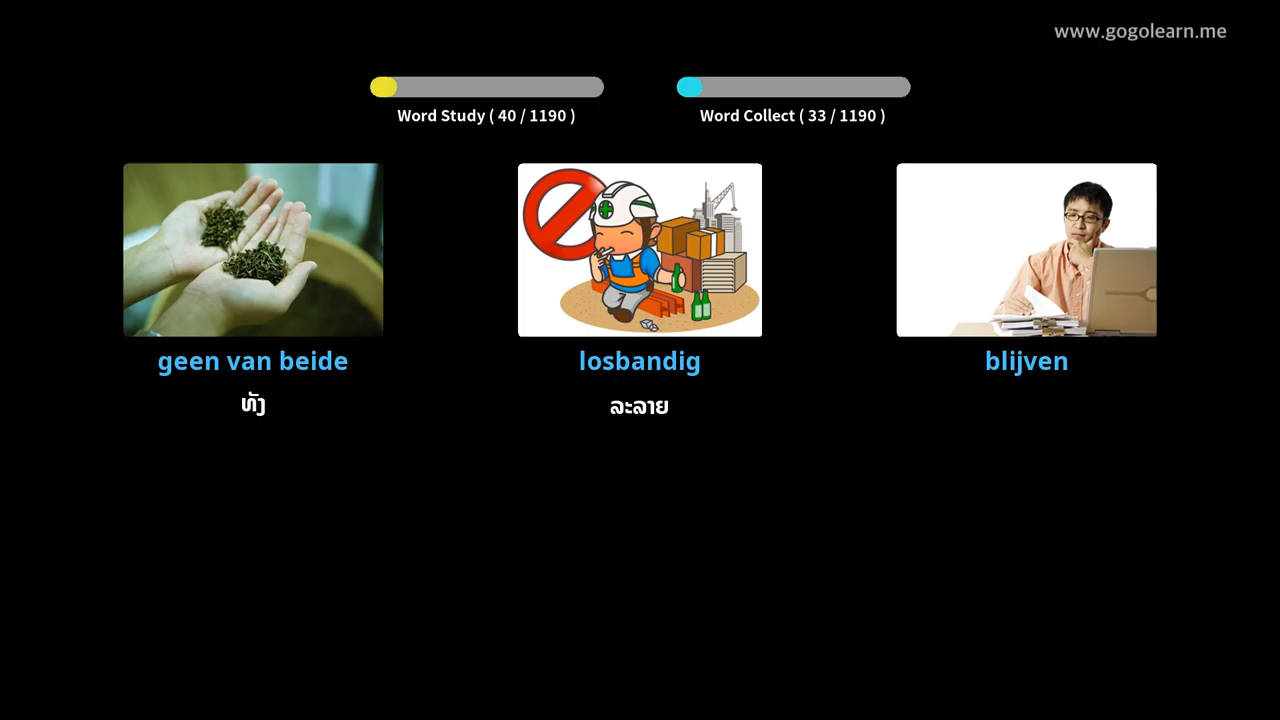 www.gogolearn.me
Word Study ( 40 / 1190 )
Word Collect ( 33 / 1190 )
geen van beide
losbandig
blijven
ທັງ
ລະລາຍ